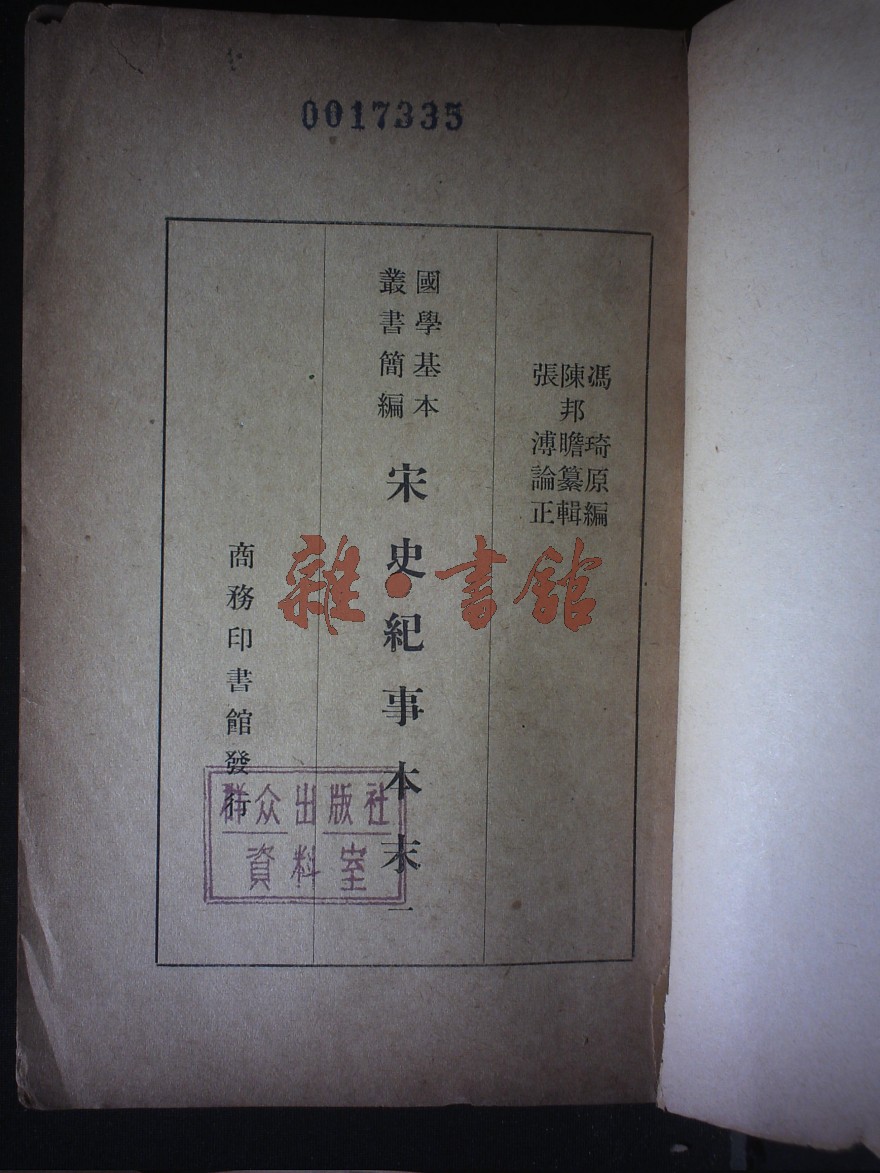 0017335
馮琦原編
陳邦瞻纂輯
張溥論正
國學基本
叢書簡編
宋史紀事本末 一
商務印書館發行
雜·書館
群众出版社
資料室